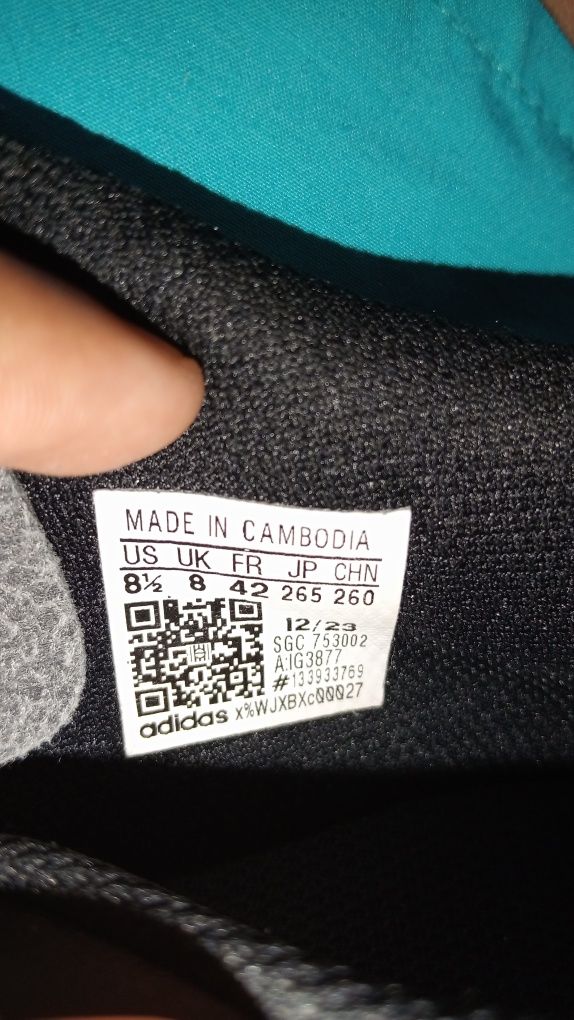 MADE IN CAMBODIA
US UK FR JP CHN
8½ 8 42 265 260
12/23
SGC 753002
A:IG3877
#133933769
adidas x%WJXBXc00027